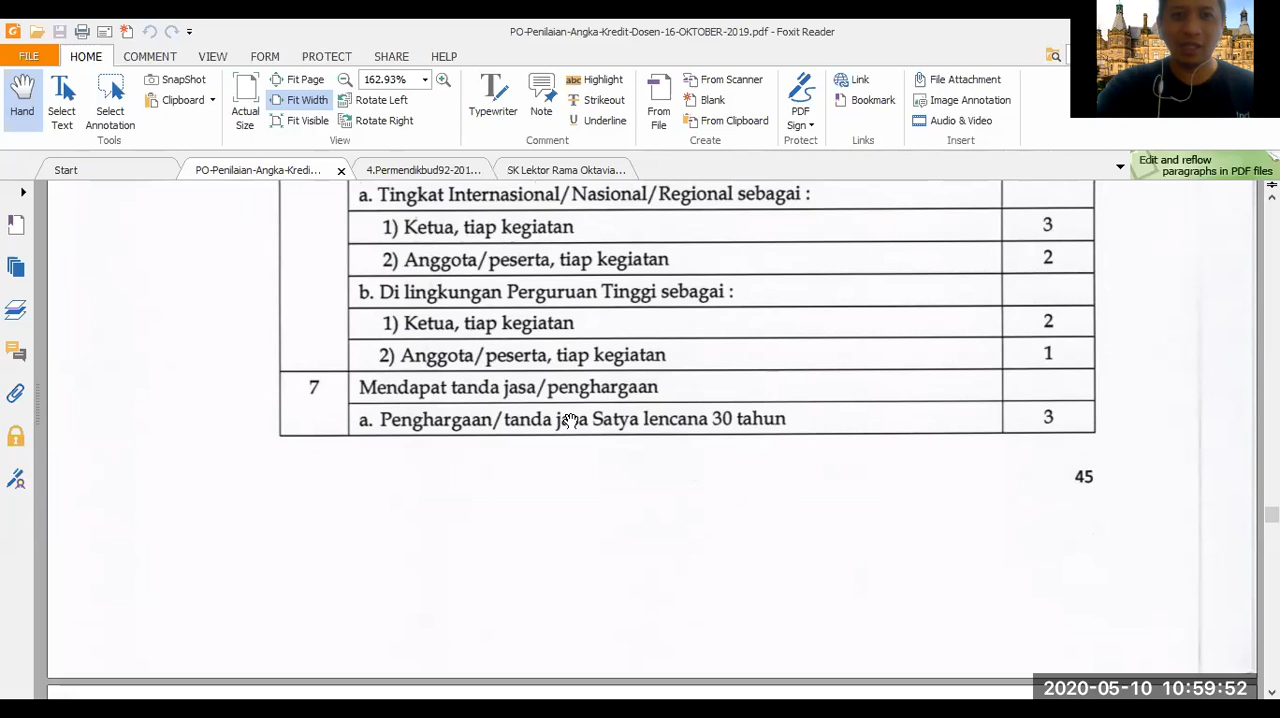 PO-Penilaian-Angka-Kredit-Dosen-16-OKTOBER-2019.pdf - Foxit Reader
FILE HOME COMMENT VIEW FORM PROTECT SHARE HELP
Hand
Select Text
Select Annotation
SnapShot
Clipboard
Tools
Actual Size
Fit Page
Fit Width
Fit Visible
162.93%
Rotate Left
Rotate Right
View
Typewriter
Note
Highlight
Strikeout
Underline
Comment
From File
From Scanner
Blank
From Clipboard
Create
PDF Sign
Protect
Link
Bookmark
Links
File Attachment
Image Annotation
Audio & Video
Insert
Start
PO-Penilaian-Angka-Kredi...
4.Permendikbud92-201...
SK Lektor Rama Oktavia...
Edit and reflow
paragraphs in PDF files
a. Tingkat Internasional/Nasional/Regional sebagai :
1) Ketua, tiap kegiatan 3
2) Anggota/peserta, tiap kegiatan 2
b. Di lingkungan Perguruan Tinggi sebagai :
1) Ketua, tiap kegiatan 2
2) Anggota/peserta, tiap kegiatan 1
7 Mendapat tanda jasa/penghargaan
a. Penghargaan/tanda jasa Satya lencana 30 tahun 3
45
2020-05-10 10:59:52